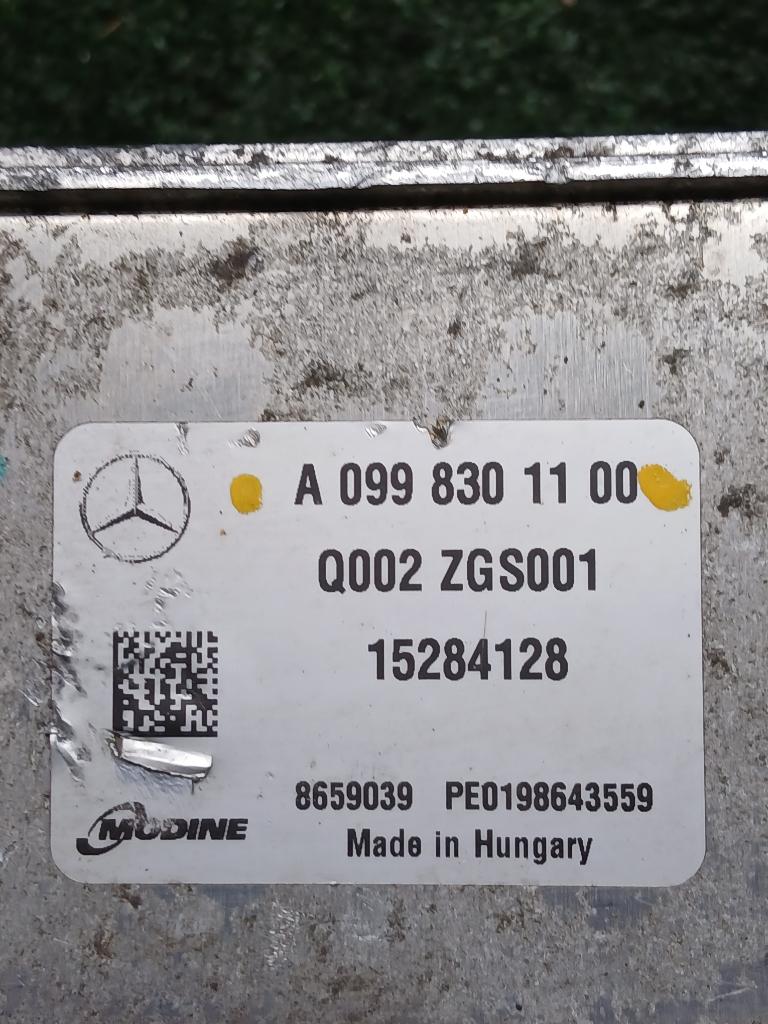 A 099 830 11 00
Q002 ZGS001
15284128
8659039 PE0198643559
MODINE
Made in Hungary